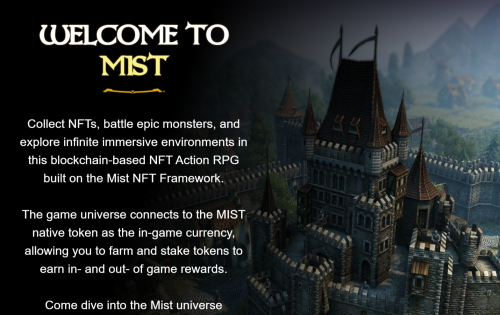 WELCOME TO
MIST
Collect NFTs, battle epic monsters, and
explore infinite immersive environments in
this blockchain-based NFT Action RPG
built on the Mist NFT Framework.
The game universe connects to the MIST
native token as the in-game currency,
allowing you to farm and stake tokens to
earn in- and out- of game rewards.
Come dive into the Mist universe